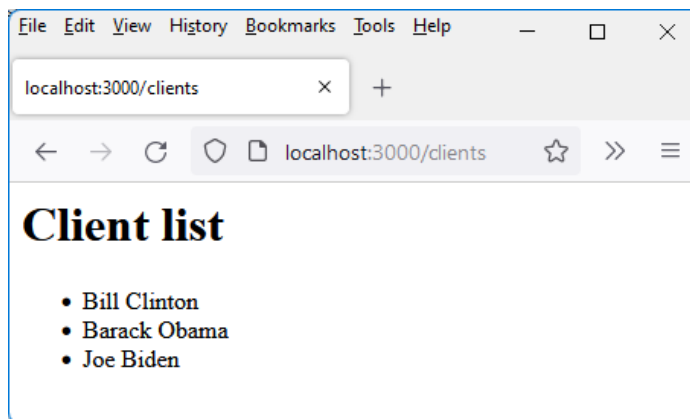 File Edit View History Bookmarks Tools Help
localhost:3000/clients
localhost:3000/clients
Client list
• Bill Clinton
• Barack Obama
• Joe Biden